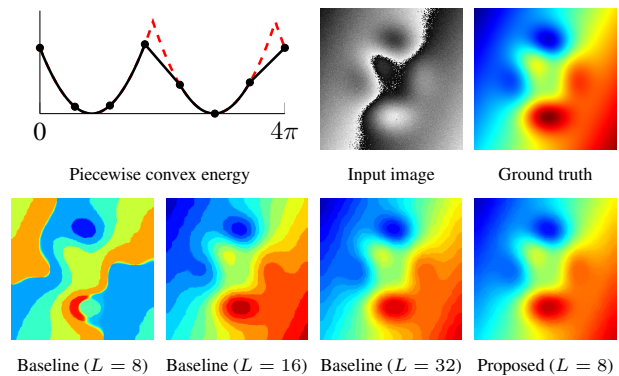 0 4π
Piecewise convex energy Input image Ground truth
Baseline (L = 8) Baseline (L = 16) Baseline (L = 32) Proposed (L = 8)